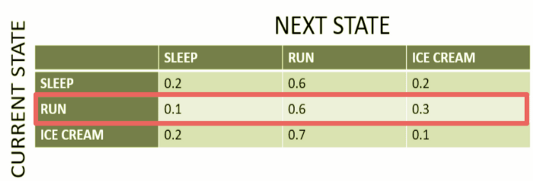 NEXT STATE
CURRENT STATE
SLEEP RUN ICE CREAM
SLEEP 0.2 0.6 0.2
RUN 0.1 0.6 0.3
ICE CREAM 0.2 0.7 0.1